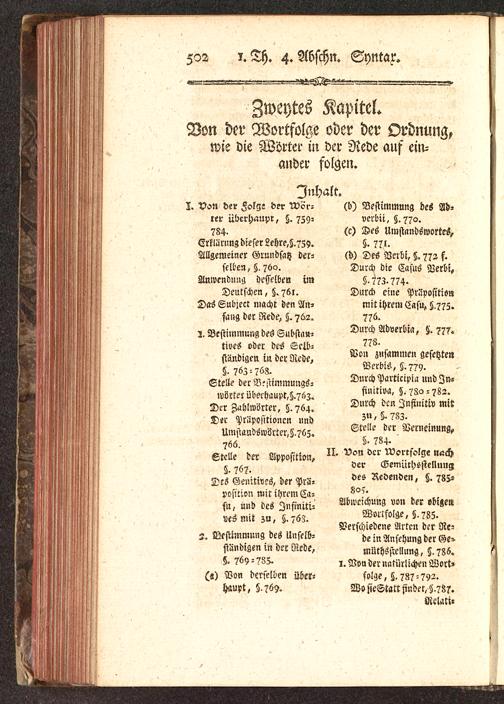 502 1. Th. 4. Abschn. Syntax.
Zweytes Kapitel.
Von der Wortfolge oder der Ordnung,
wie die Wörter in der Rede auf ein-
ander folgen.
Inhalt.
I. Von der Folge der Wör-
ter überhaupt, §. 759-
784.
Erklärung dieser Lehre, §. 759.
Allgemeiner Grundsatz der-
selben, §. 760.
Anwendung desselben im
Deutschen, §. 761.
Das Subject macht den An-
fang der Rede, §. 762.
1. Bestimmung des Substan-
tives oder des Selb-
ständigen in der Rede,
§. 763-768.
Stelle der Bestimmungs-
wörter überhaupt, §. 763.
Der Zahlwörter, §. 764.
Der Präpositionen und
Umstandswörter, §. 765.
766.
Stelle der Apposition,
§. 767.
Des Genitives, der Prä-
position mit ihrem Ca-
su, und des Infiniti-
ves mit zu, §. 768.
2. Bestimmung des Unselb-
ständigen in der Rede,
§. 769-785.
(a) Von derselben über-
haupt, §. 769.
(b) Bestimmung des Ad-
verbii, §. 770.
(c) Des Umstandswortes,
§. 771.
(d) Des Verbi, §. 772 f.
Durch die Casus Verbi,
§. 773. 774.
Durch eine Präposition
mit ihrem Casu, §. 775.
776.
Durch Adverbia, §. 777.
778.
Von zusammen gesetzten
Verbis, §. 779.
Durch Participia und In-
finitiva, §. 780-782.
Durch den Infinitiv mit
zu, §. 783.
Stelle der Verneinung,
§. 784.
II. Von der Wortfolge nach
der Gemüthsstellung
des Redenden, §. 785-
805.
Abweichung von der obigen
Wortfolge, §. 785.
Verschiedene Arten der Re-
de in Ansehung der Ge-
müthsstellung, §. 786.
1. Von der natürlichen Wort-
folge, §. 787-792.
Wo sie Statt findet, §. 787.
Relati-